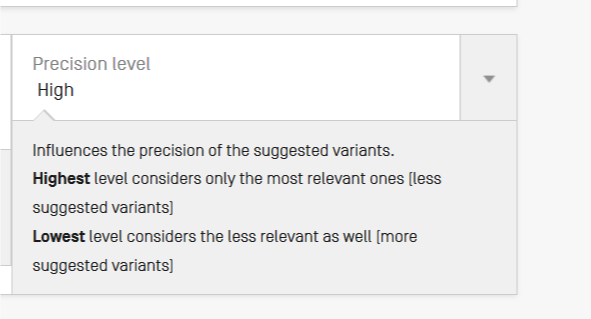 Precision level
High
Influences the precision of the suggested variants.
Highest level considers only the most relevant ones [less
suggested variants]
Lowest level considers the less relevant as well [more
suggested variants]